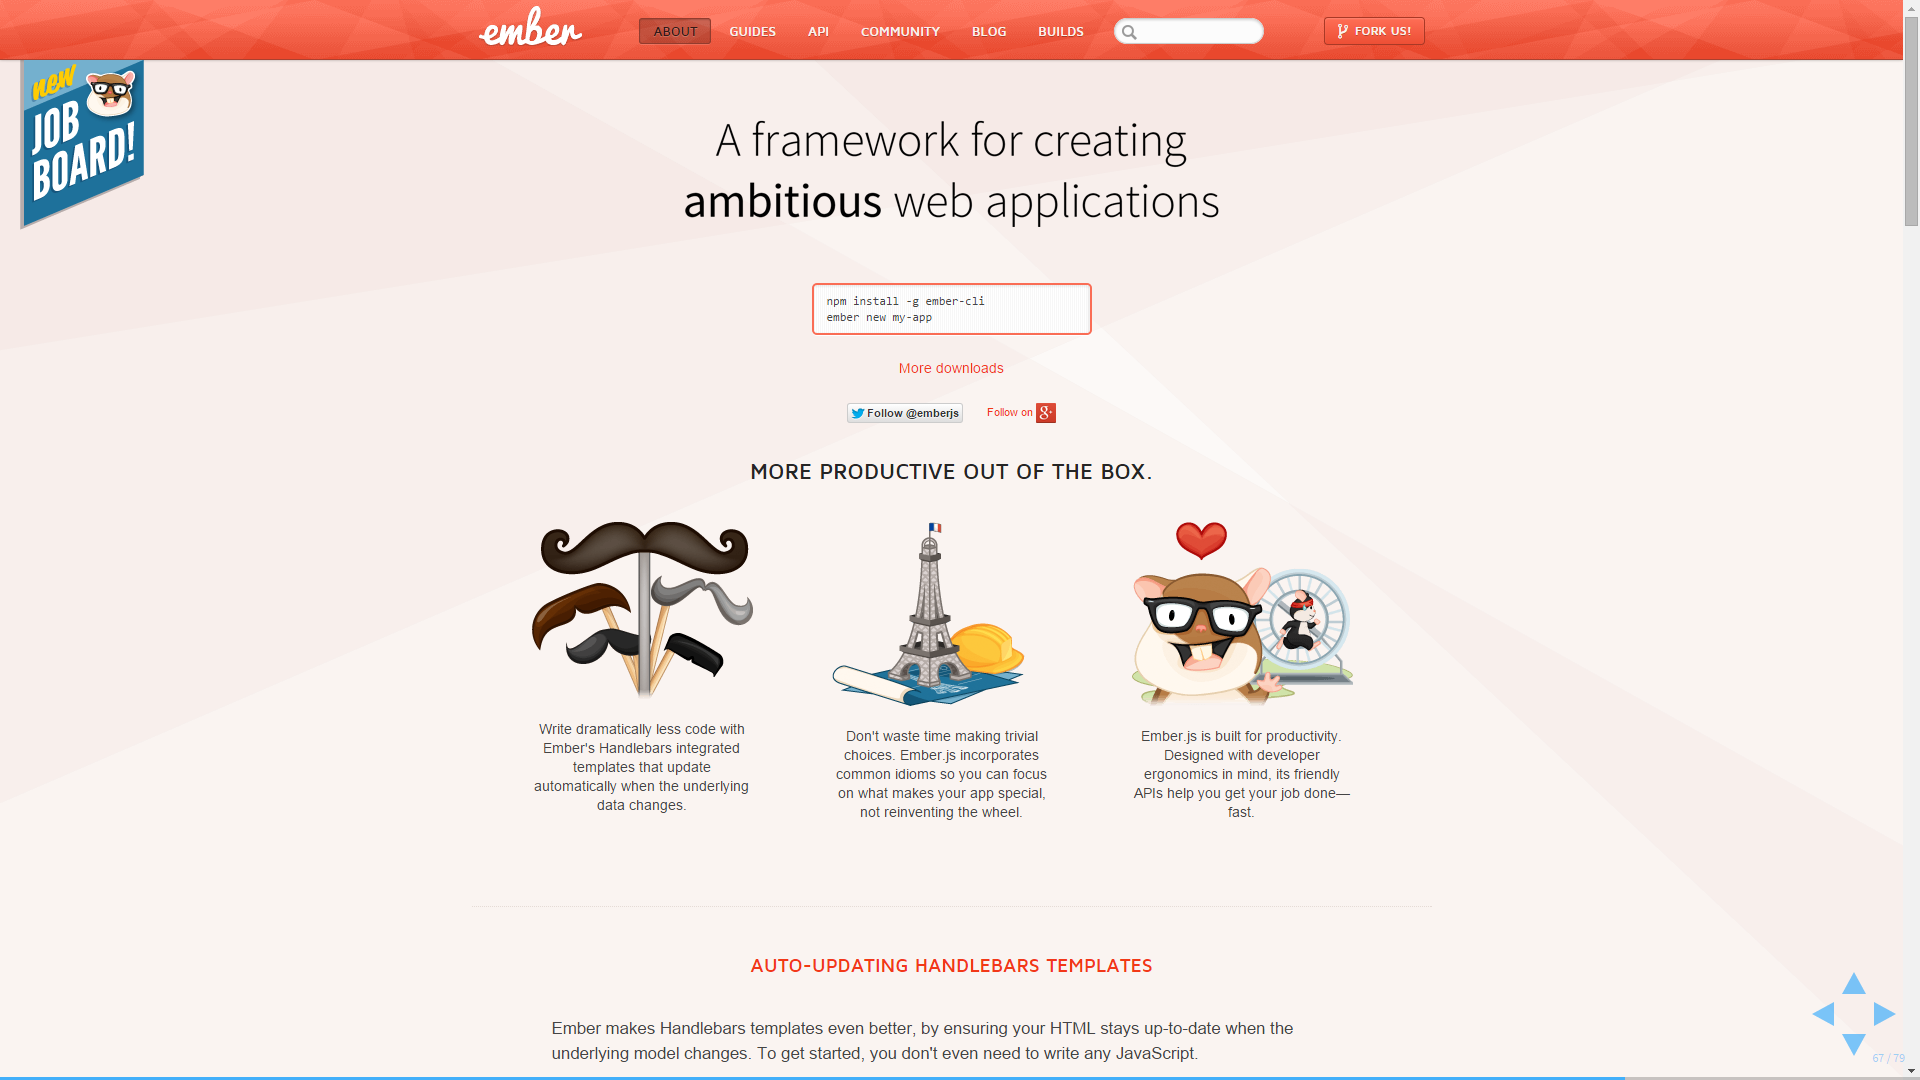 ember
ABOUT
GUIDES
API
COMMUNITY
BLOG
BUILDS
FORK US!
new
JOB
BOARD!
A framework for creating
ambitious web applications
npm install -g ember-cli
ember new my-app
More downloads
Follow @emberjs
Follow on
g+
MORE PRODUCTIVE OUT OF THE BOX.
Write dramatically less code with
Ember's Handlebars integrated
templates that update
automatically when the underlying
data changes.
Don't waste time making trivial
choices. Ember.js incorporates
common idioms so you can focus
on what makes your app special,
not reinventing the wheel.
Ember.js is built for productivity.
Designed with developer
ergonomics in mind, its friendly
APIs help you get your job done—
fast.
AUTO-UPDATING HANDLEBARS TEMPLATES
Ember makes Handlebars templates even better, by ensuring your HTML stays up-to-date when the
underlying model changes. To get started, you don't even need to write any JavaScript.
67 / 79